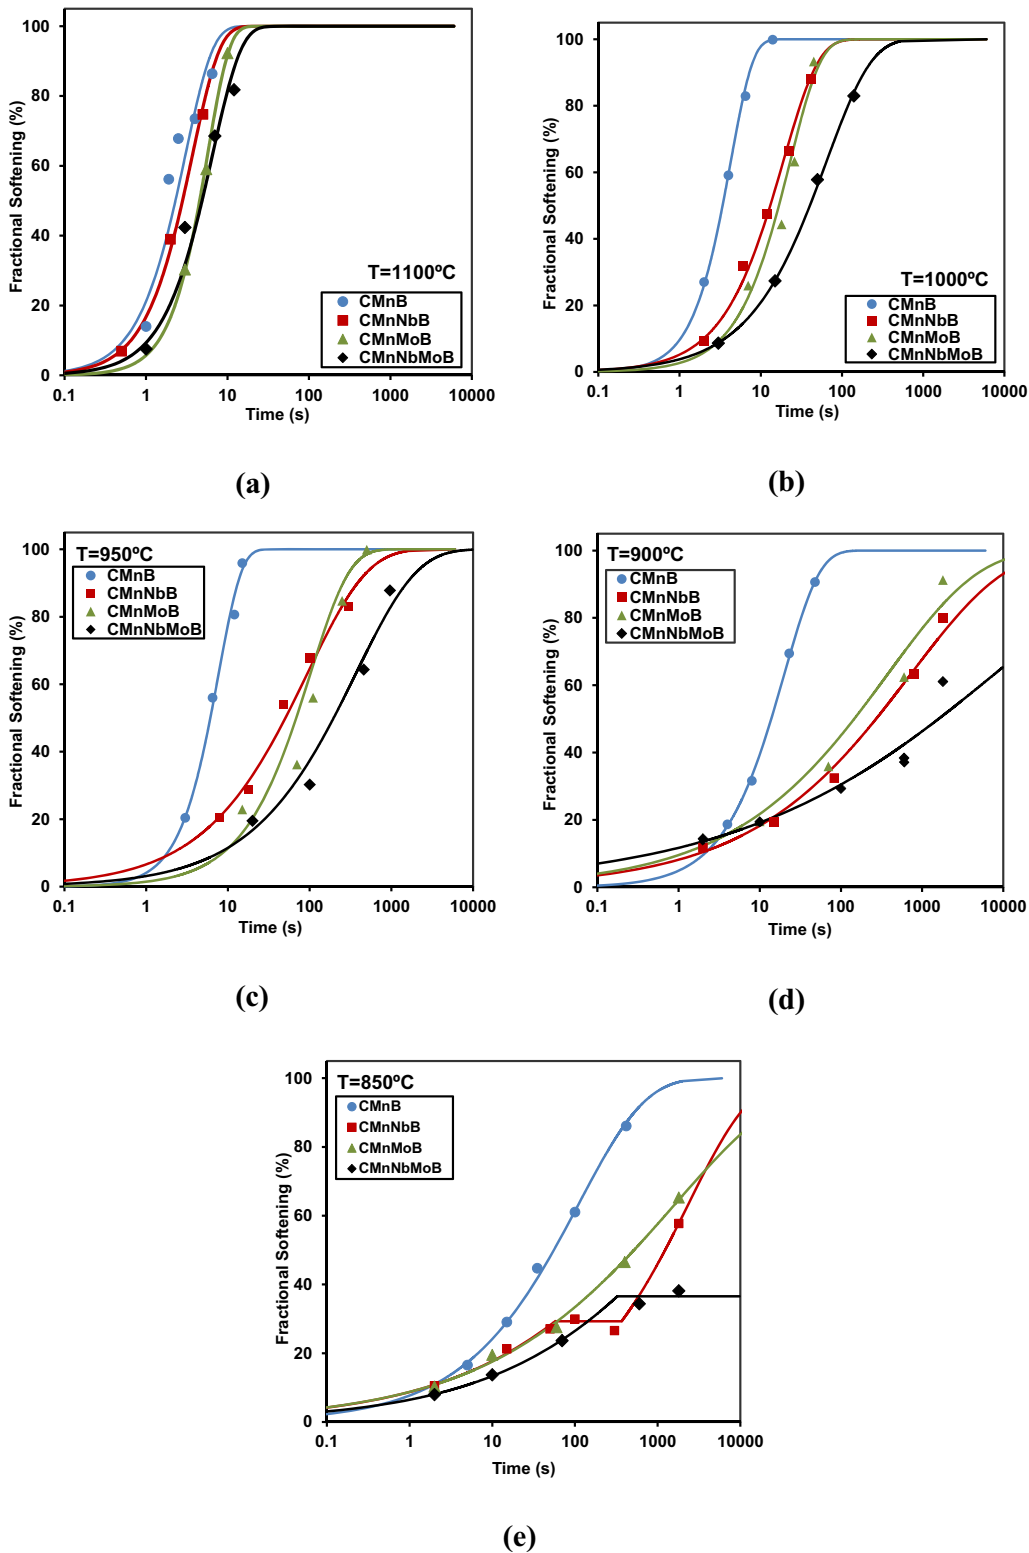 100
80
60
40
20
0
Fractional Softening (%)
T=1100ºC
CMnB
CMnNbB
CMnMoB
CMnNbMoB
0.1 1 10 100 1000 10000
Time (s)
(a)
100
80
60
40
20
0
Fractional Softening (%)
T=1000ºC
CMnB
CMnNbB
CMnMoB
CMnNbMoB
0.1 1 10 100 1000 10000
Time (s)
(b)
100
80
60
40
20
0
Fractional Softening (%)
T=950ºC
CMnB
CMnNbB
CMnMoB
CMnNbMoB
0.1 1 10 100 1000 10000
Time (s)
(c)
100
80
60
40
20
0
Fractional Softening (%)
T=900ºC
CMnB
CMnNbB
CMnMoB
CMnNbMoB
0.1 1 10 100 1000 10000
Time (s)
(d)
100
80
60
40
20
0
Fractional Softening (%)
T=850ºC
CMnB
CMnNbB
CMnMoB
CMnNbMoB
0.1 1 10 100 1000 10000
Time (s)
(e)